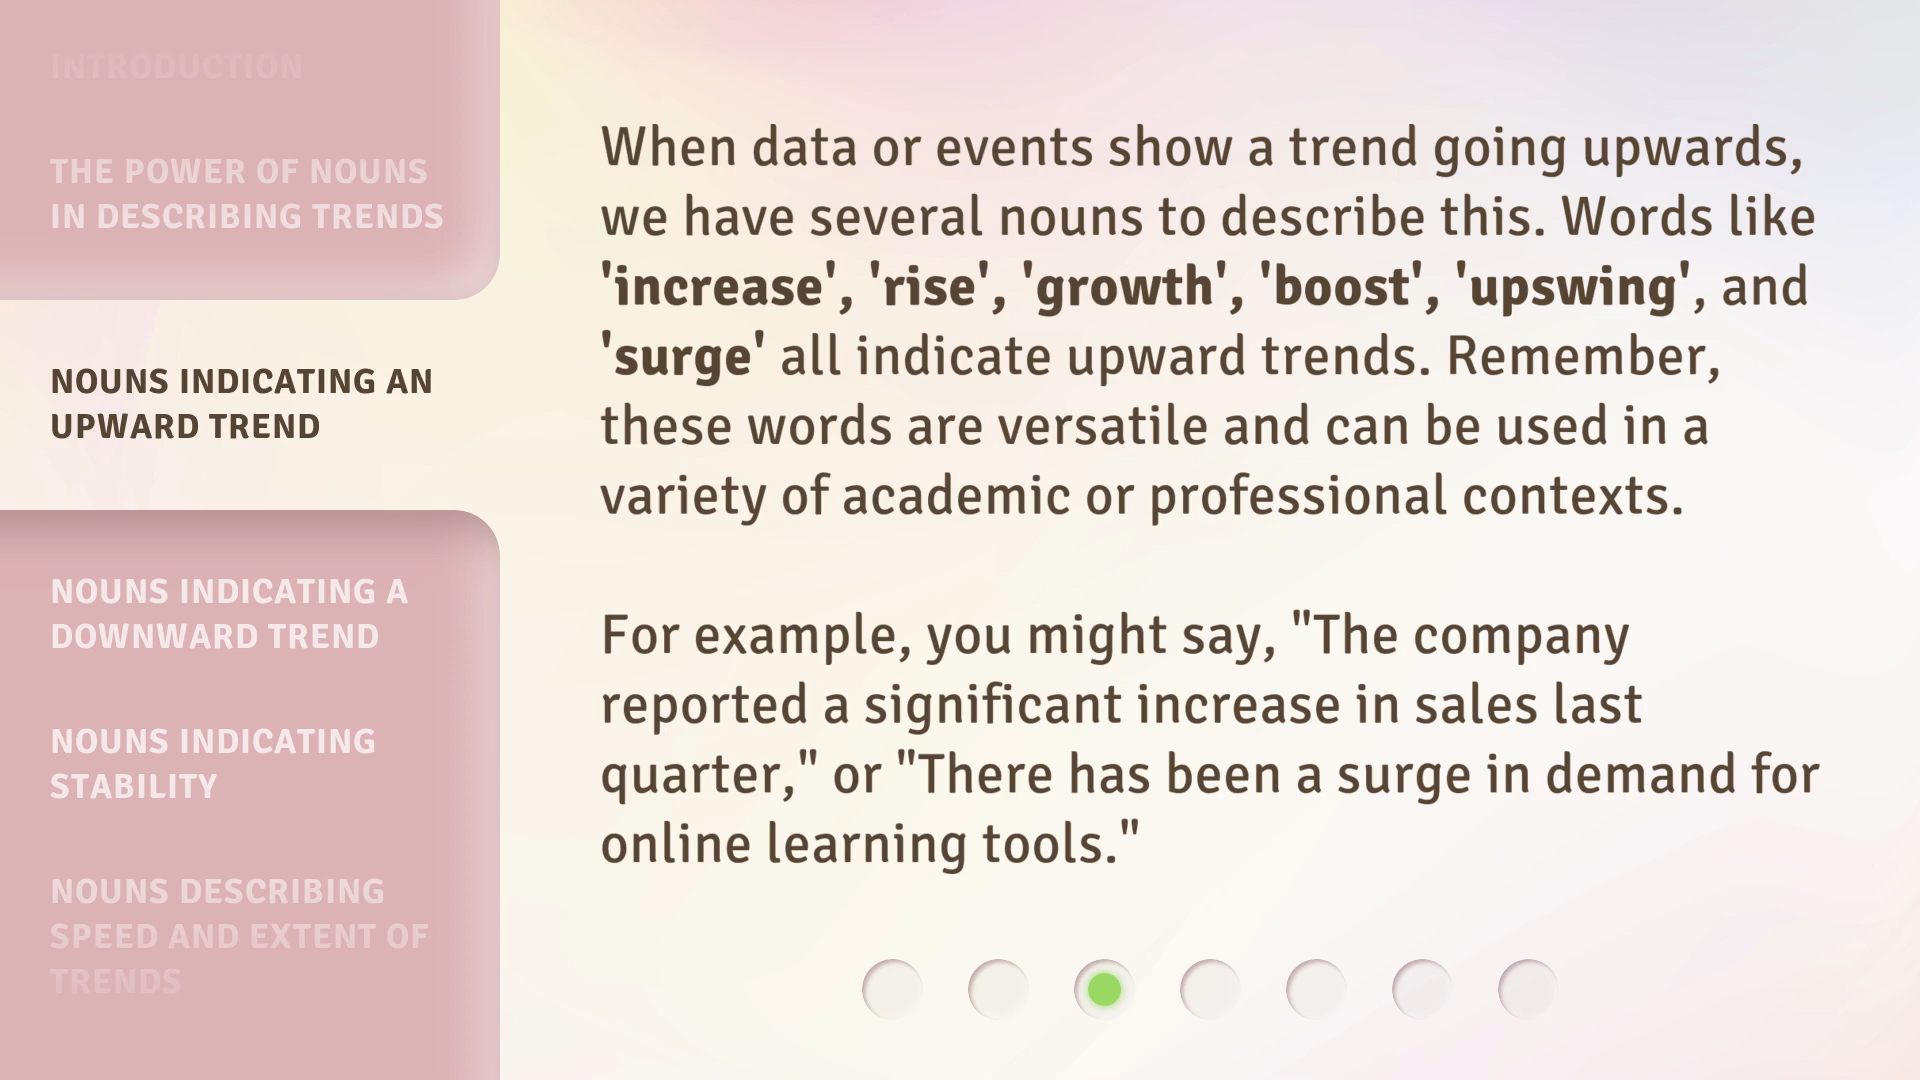 INTRODUCTION
THE POWER OF NOUNS
IN DESCRIBING TRENDS
NOUNS INDICATING AN
UPWARD TREND
NOUNS INDICATING A
DOWNWARD TREND
NOUNS INDICATING
STABILITY
NOUNS DESCRIBING
SPEED AND EXTENT OF
TRENDS
When data or events show a trend going upwards,
we have several nouns to describe this. Words like
'increase', 'rise', 'growth', 'boost', 'upswing', and
'surge' all indicate upward trends. Remember,
these words are versatile and can be used in a
variety of academic or professional contexts.
For example, you might say, "The company
reported a significant increase in sales last
quarter," or "There has been a surge in demand for
online learning tools."